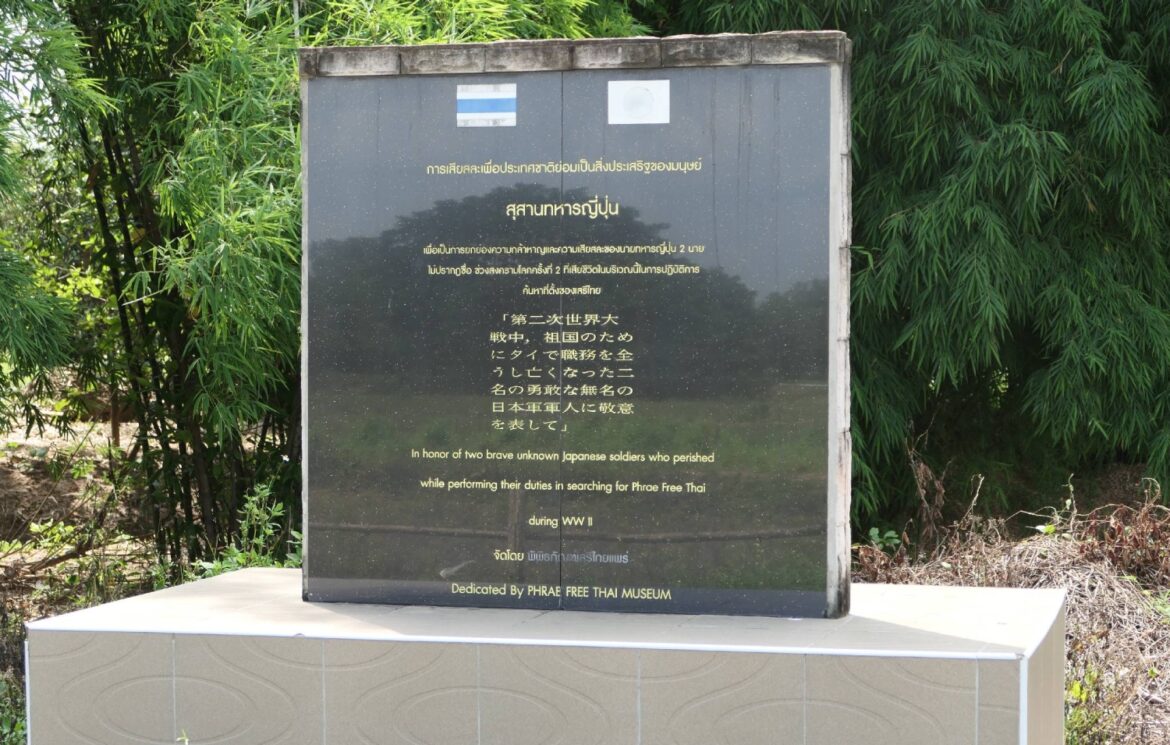 การเสียสละเพื่อประเทศชาติย่อมเป็นสิ่งประเสริฐของมนุษย์
สุสานทหารญี่ปุ่น
เพื่อเป็นการยกย่องความกล้าหาญและความเสียสละของนายทหารญี่ปุ่น 2 นาย
ไม่ปรากฏชื่อ ช่วงสงครามโลกครั้งที่ 2 ที่เสียชีวิตในบริเวณนี้ในการปฏิบัติการ
ค้นหาที่ตั้งของเสรีไทย
「第二次世界大
戦中，祖国のため
にタイで職務を全
うし亡くなった二
名の勇敢な無名の
日本軍軍人に敬意
を表して」
In honor of two brave unknown Japanese soldiers who perished
while performing their duties in searching for Phrae Free Thai
during WW II
จัดโดย พิพิธภัณฑ์เสรีไทยแพร่
Dedicated By PHRAE FREE THAI MUSEUM